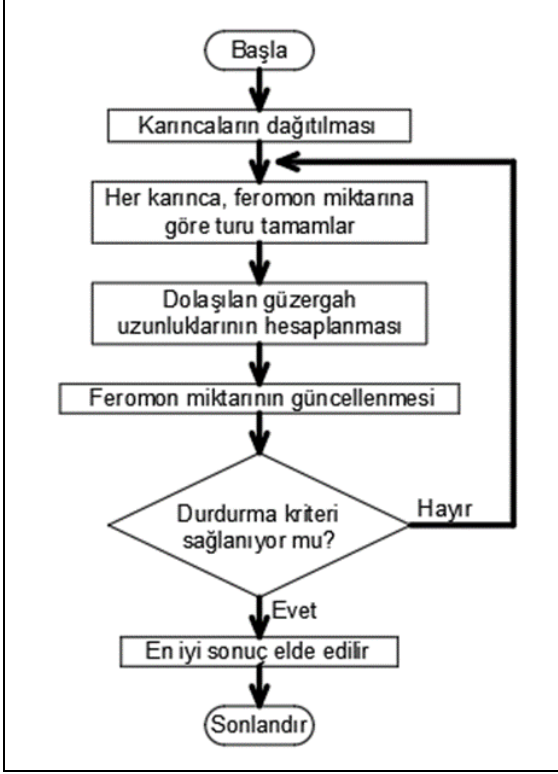 Başla
Karıncaların dağıtılması
Her karınca, feromon miktarına
göre turu tamamlar
Dolaşılan güzergah
uzunluklarının hesaplanması
Feromon miktarının güncellenmesi
Durdurma kriteri
sağlanıyor mu?
Hayır
Evet
En iyi sonuç elde edilir
Sonlandır